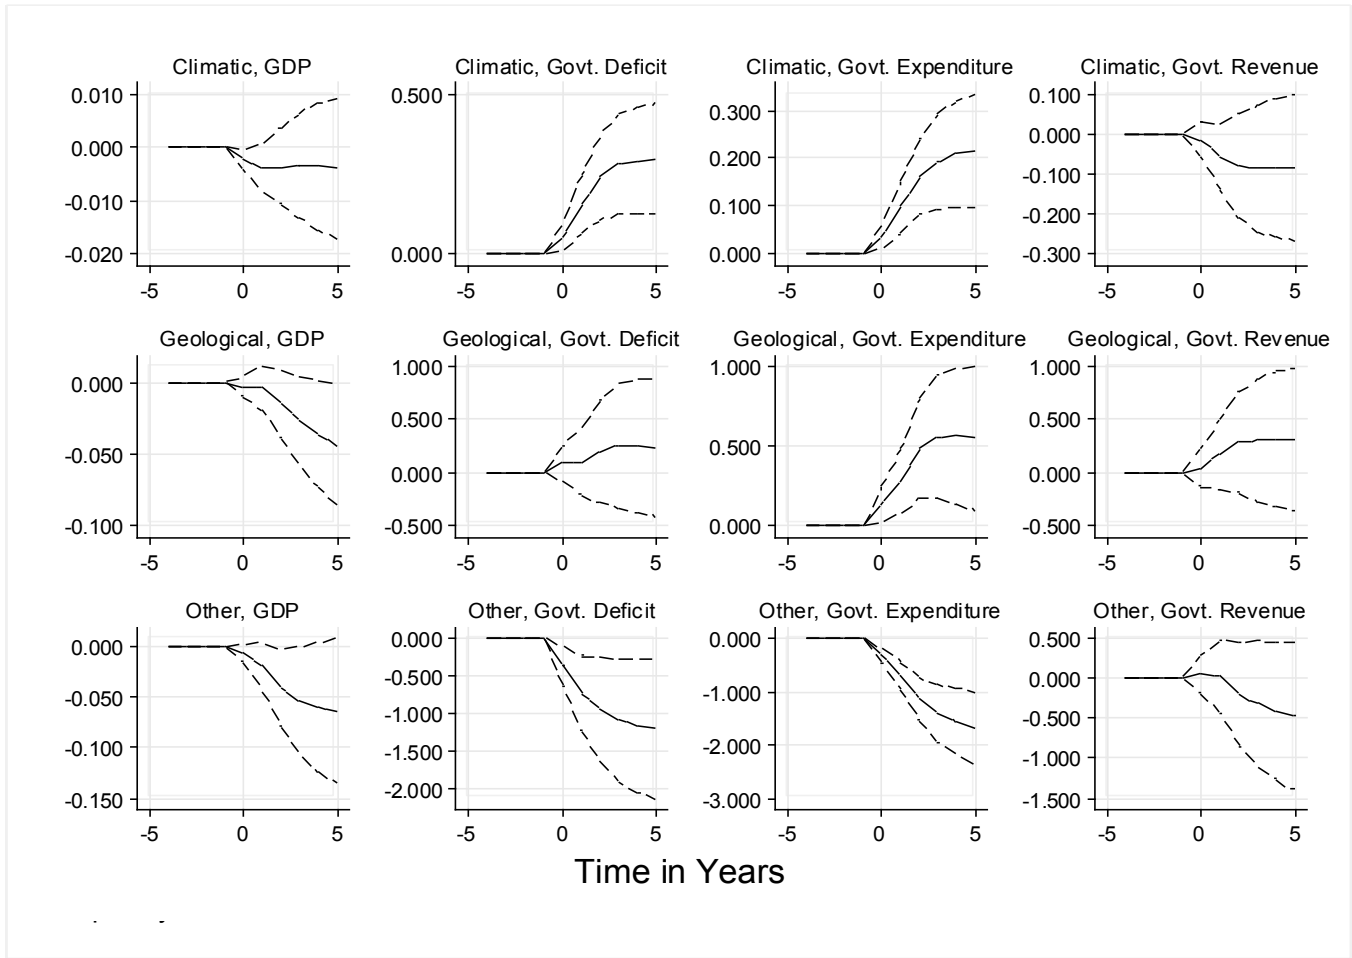 Climatic, GDP Climatic, Govt. Deficit Climatic, Govt. Expenditure Climatic, Govt. Revenue
0.010 0.500 0.300 0.100
0.000 0.200 0.000
-0.010 0.100 -0.100
-0.200
-0.020 0.000 0.000 -0.300
-5 0 5 -5 0 5 -5 0 5 -5 0 5
Geological, GDP Geological, Govt. Deficit Geological, Govt. Expenditure Geological, Govt. Revenue
0.000 1.000 1.000 1.000
-0.050 0.500 0.500 0.500
0.000 0.000
-0.100 -0.500 0.000 -0.500
-5 0 5 -5 0 5 -5 0 5 -5 0 5
Other, GDP Other, Govt. Deficit Other, Govt. Expenditure Other, Govt. Revenue
0.000 0.000 0.000 0.500
-0.050 -0.500 -1.000 0.000
-1.000 -0.500
-0.100 -1.500 -2.000 -1.000
-0.150 -2.000 -3.000 -1.500
-5 0 5 -5 0 5 -5 0 5 -5 0 5
Time in Years